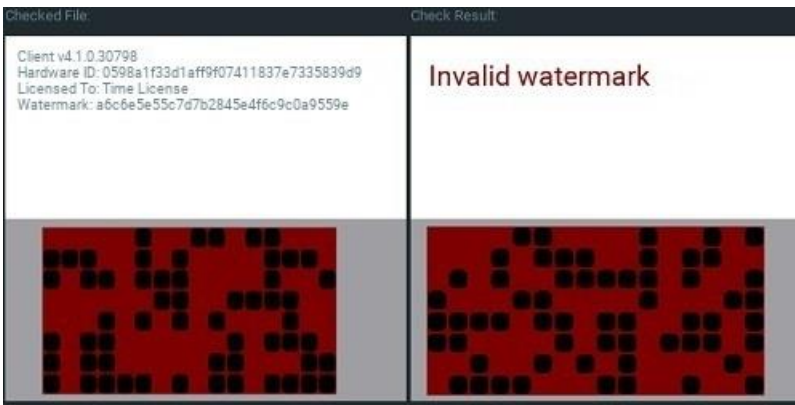 Checked File:
Check Result:
Client v4.1.0.30798
Hardware ID: 0598a1f33d1aff9f07411837e7335839d9
Licensed To: Time License
Watermark: a6c6e5e55c7d7b2845e4f6c9c0a9559e
Invalid watermark